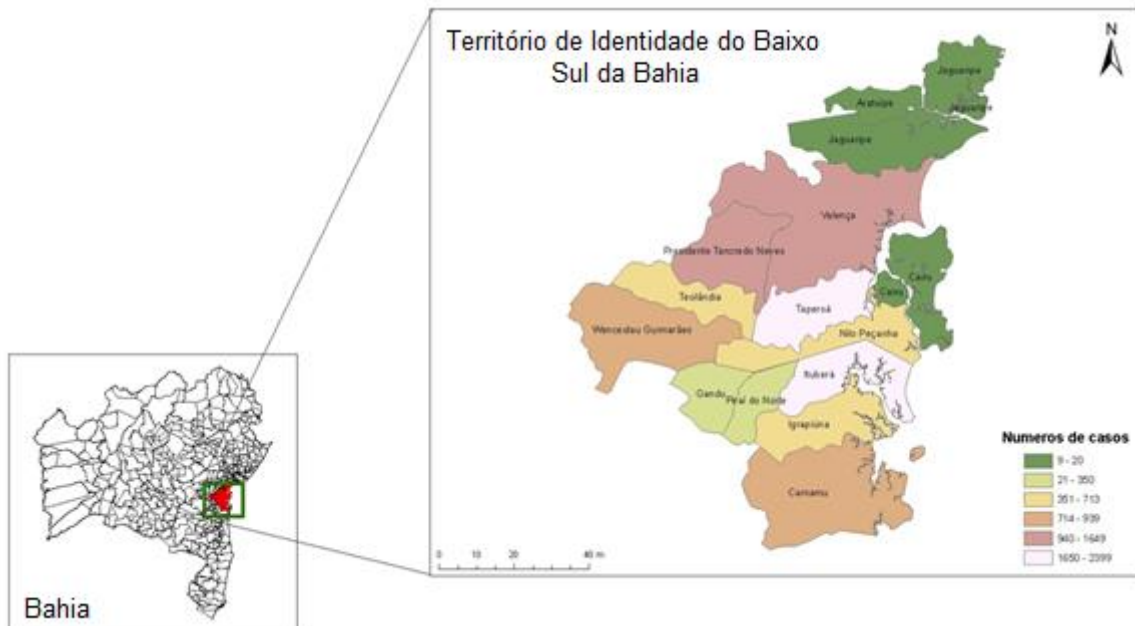 Território de Identidade do Baixo
Sul da Bahia
N
Jaguaripe
Aratuípe
Jaguaripe
Jaguaripe
Valença
Presidente Tancredo Neves
Cairu
Cairu
Teolândia
Taperoá
Wenceslau Guimarães
Nilo Peçanha
Ituberá
Gandu
Piraí do Norte
Igrapiúna
Camamu
Numeros de casos
9 - 20
21 - 350
351 - 713
714 - 939
940 - 1649
1650 - 2399
0 10 20 40 m
Bahia